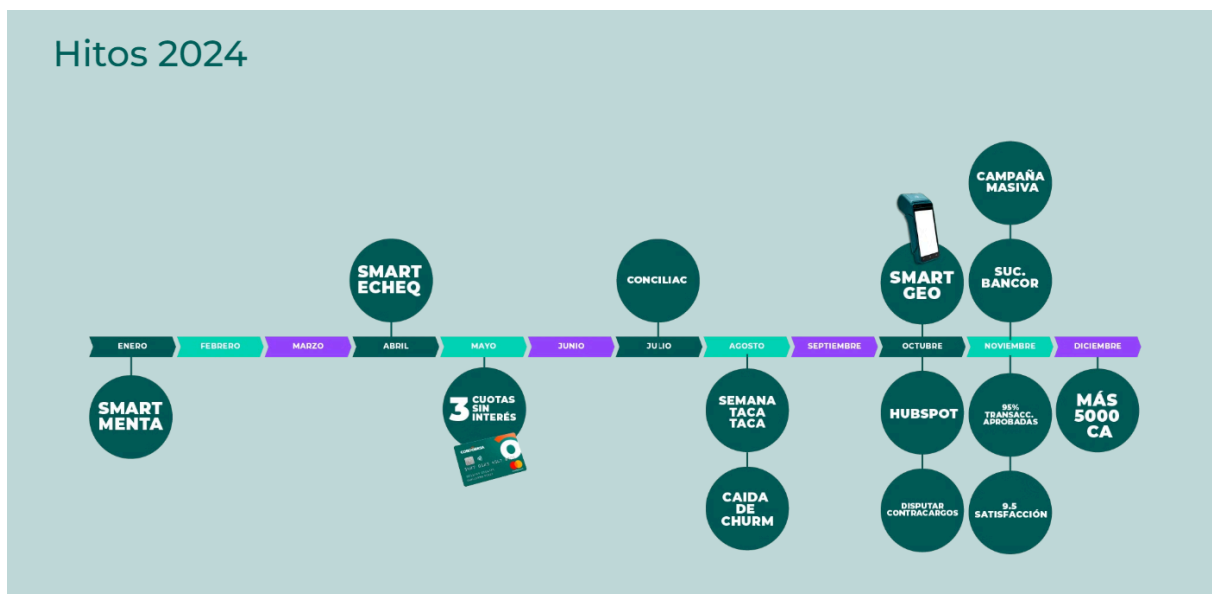 Hitos 2024
CAMPAÑA
MASIVA
SMART
ECHEQ
CONCILIAC
SMART
GEO
SUC.
BANCOR
ENERO
FEBRERO
MARZO
ABRIL
MAYO
JUNIO
JULIO
AGOSTO
SEPTIEMBRE
OCTUBRE
NOVIEMBRE
DICIEMBRE
SMART
MENTA
3 CUOTAS
SIN
INTERÉS
SEMANA
TACA
TACA
HUBSPOT
95%
TRANSACC.
APROBADAS
MÁS
5000
CA
CAIDA
DE
CHURM
DISPUTAR
CONTRACARGOS
9.5
SATISFACCIÓN